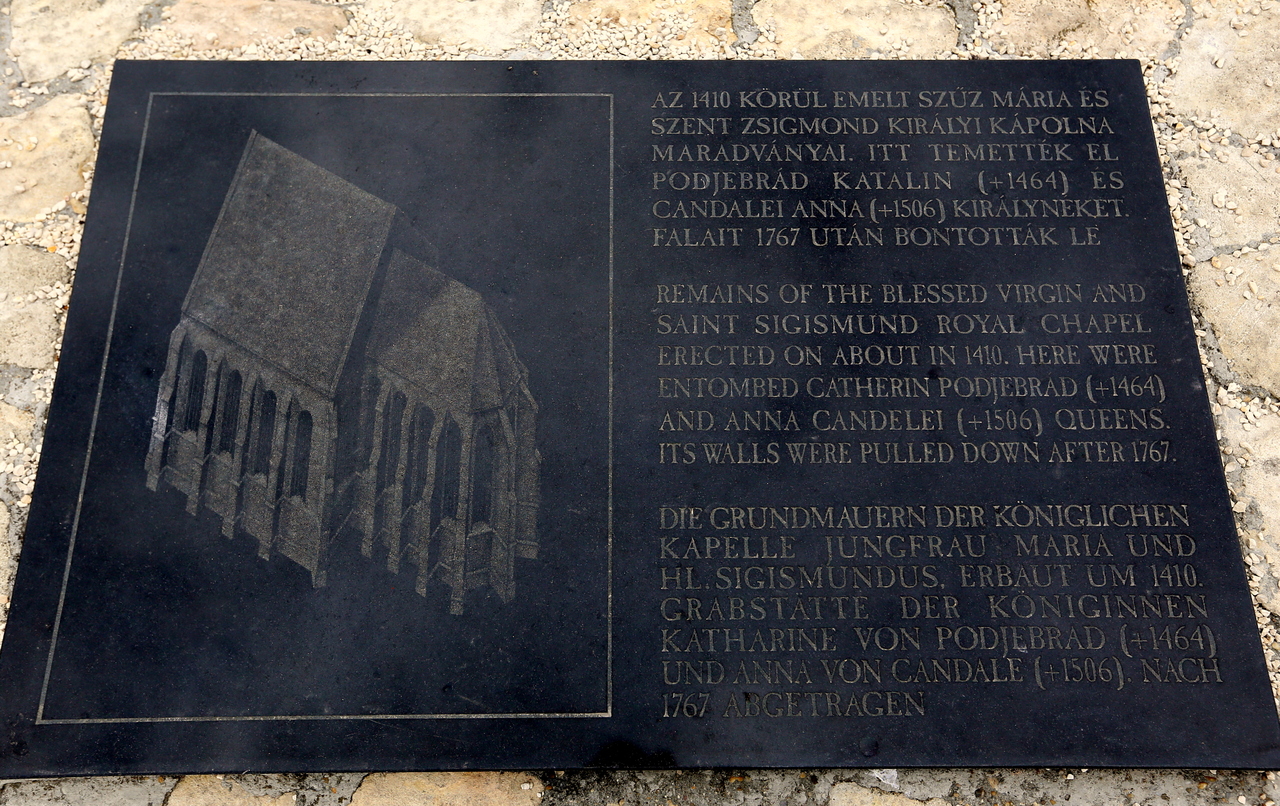 AZ 1410 KÖRÜL EMELT SZŰZ MÁRIA ÉS
SZENT ZSIGMOND KIRÁLYI KÁPOLNA
MARADVÁNYAI. ITT TEMETTÉK EL
PODJEBRÁD KATALIN (+1464) ÉS
CANDALEI ANNA (+1506) KIRÁLYNÉKET.
FALAIT 1767 UTÁN BONTOTTÁK LE
REMAINS OF THE BLESSED VIRGIN AND
SAINT SIGISMUND ROYAL CHAPEL
ERECTED ON ABOUT IN 1410. HERE WERE
ENTOMBED CATHERIN PODJEBRAD (+1464)
AND ANNA CANDELEI (+1506) QUEENS.
ITS WALLS WERE PULLED DOWN AFTER 1767.
DIE GRUNDMAUERN DER KÖNIGLICHEN
KAPELLE JUNGFRAU MARIA UND
HL. SIGISMUNDUS, ERBAUT UM 1410.
GRABSTÄTTE DER KÖNIGINNEN
KATHARINE VON PODJEBRAD (+1464)
UND ANNA VON CANDALE (+1506). NACH
1767 ABGETRAGEN